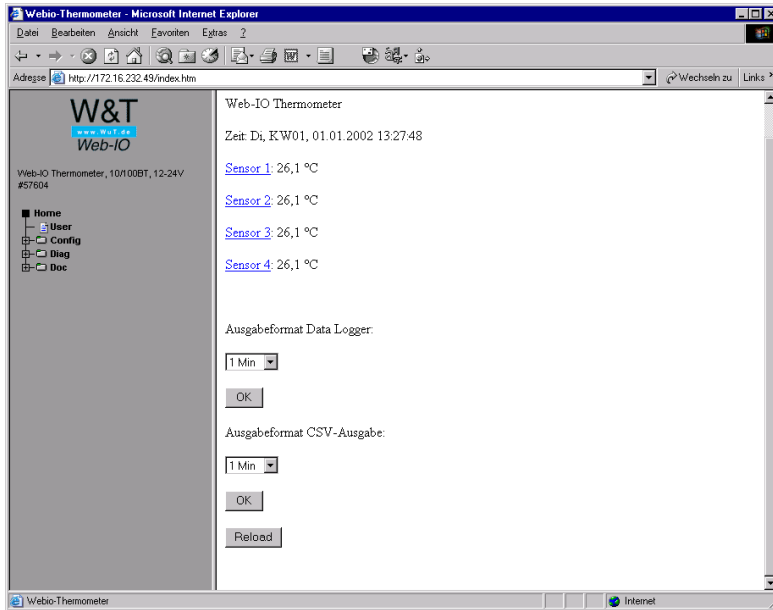 Webio-Thermometer - Microsoft Internet Explorer
Datei Bearbeiten Ansicht Favoriten Extras ?
Adresse http://172.16.232.49/index.htm Wechseln zu Links
W&T
www.WuT.de
Web-IO
Web-IO Thermometer, 10/100BT, 12-24V
#57604
Home
User
Config
Diag
Doc
Web-IO Thermometer
Zeit: Di, KW01, 01.01.2002 13:27:48
Sensor 1: 26,1 °C
Sensor 2: 26,1 °C
Sensor 3: 26,1 °C
Sensor 4: 26,1 °C
Ausgabeformat Data Logger:
1 Min
OK
Ausgabeformat CSV-Ausgabe:
1 Min
OK
Reload
Webio-Thermometer Internet